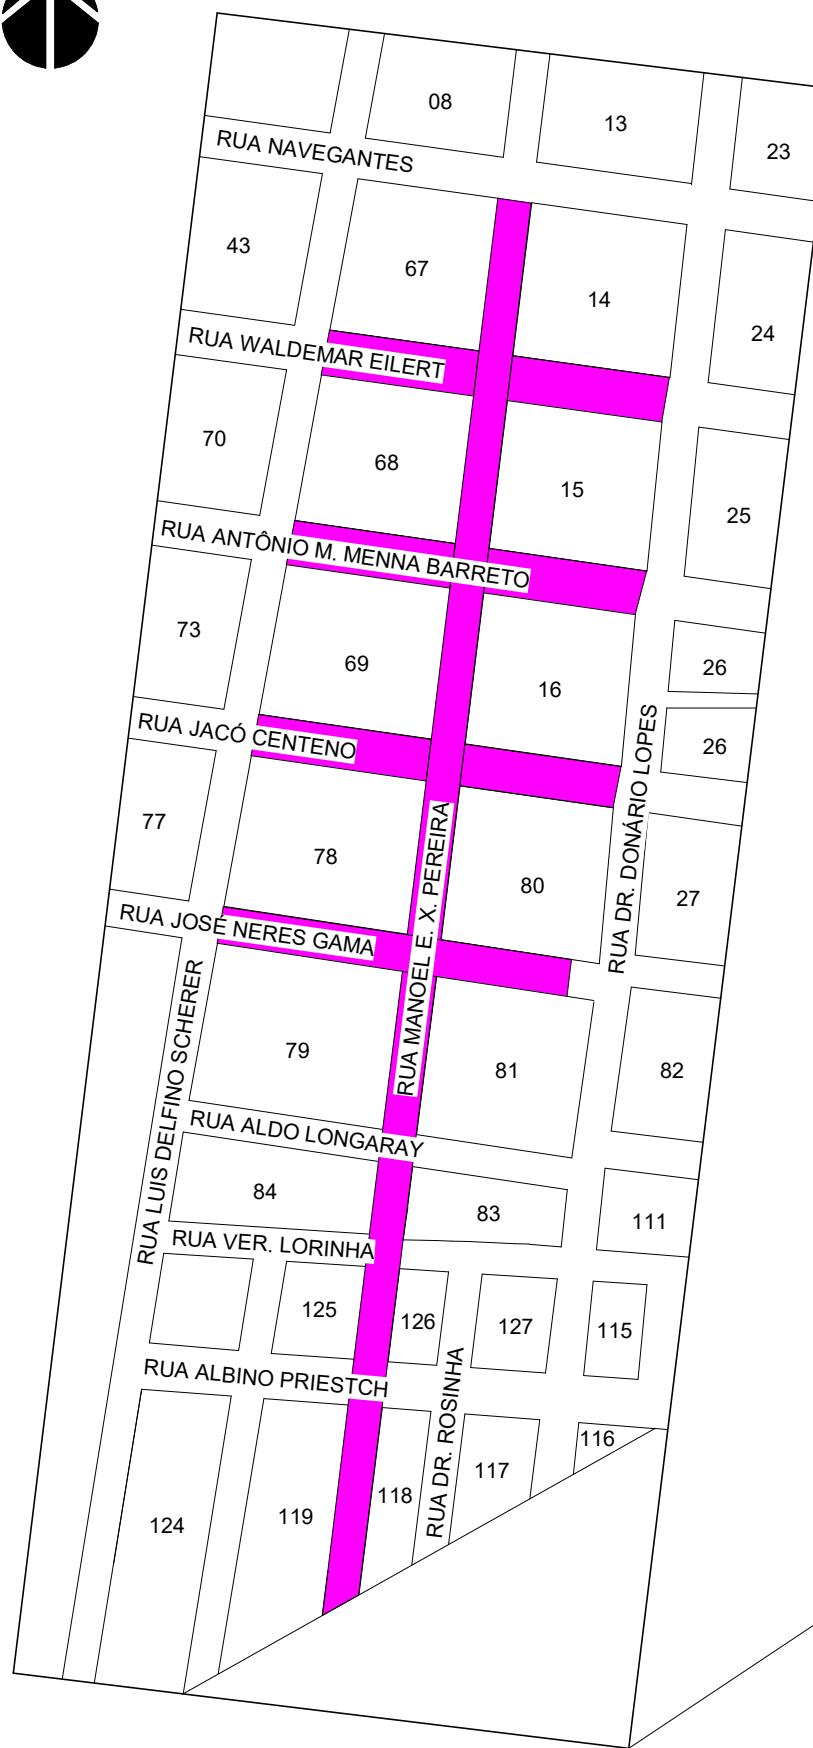 08
13
23
RUA NAVEGANTES
43
67
14
24
RUA WALDEMAR EILERT
70
68
15
25
RUA ANTÔNIO M. MENNA BARRETO
73
69
16
26
RUA JACÓ CENTENO
26
RUA DR. DONÁRIO LOPES
77
78
80
27
RUA MANOEL E. X. PEREIRA
RUA JOSÉ NERES GAMA
RUA LUIS DELFINO SCHERER
79
81
82
RUA ALDO LONGARAY
84
83
111
RUA VER. LORINHA
125
126
127
115
RUA ALBINO PRIESTCH
RUA DR. ROSINHA
116
117
118
119
124